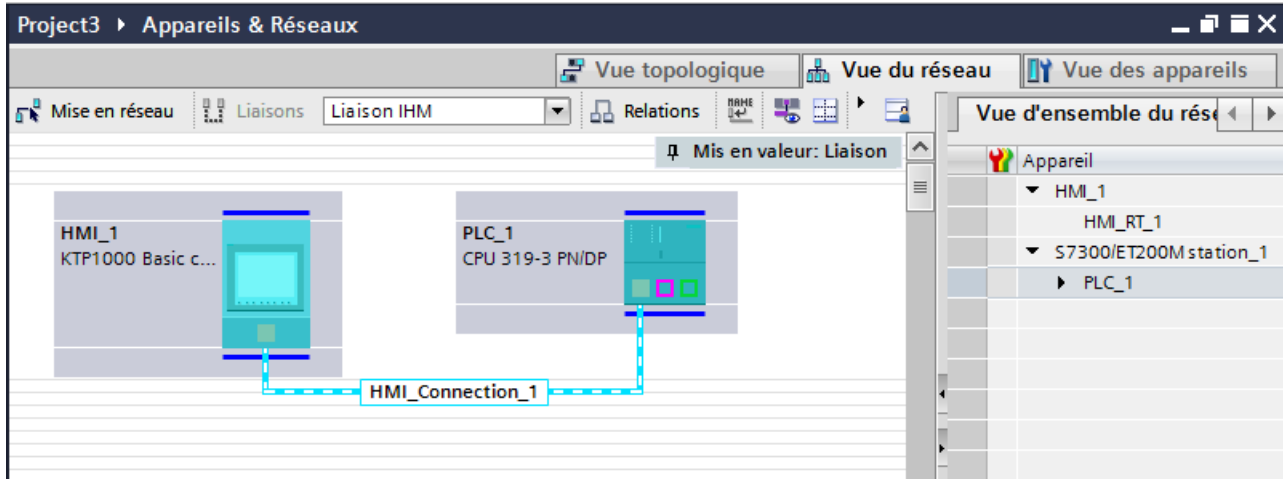 Project3 ▸ Appareils & Réseaux
Vue topologique
Vue du réseau
Vue des appareils
Mise en réseau
Liaisons
Liaison IHM
Relations
Vue d'ensemble du rése
Mis en valeur: Liaison
Appareil
HMI_1
HMI_RT_1
S7300/ET200M station_1
PLC_1
HMI_1
KTP1000 Basic c...
PLC_1
CPU 319-3 PN/DP
HMI_Connection_1